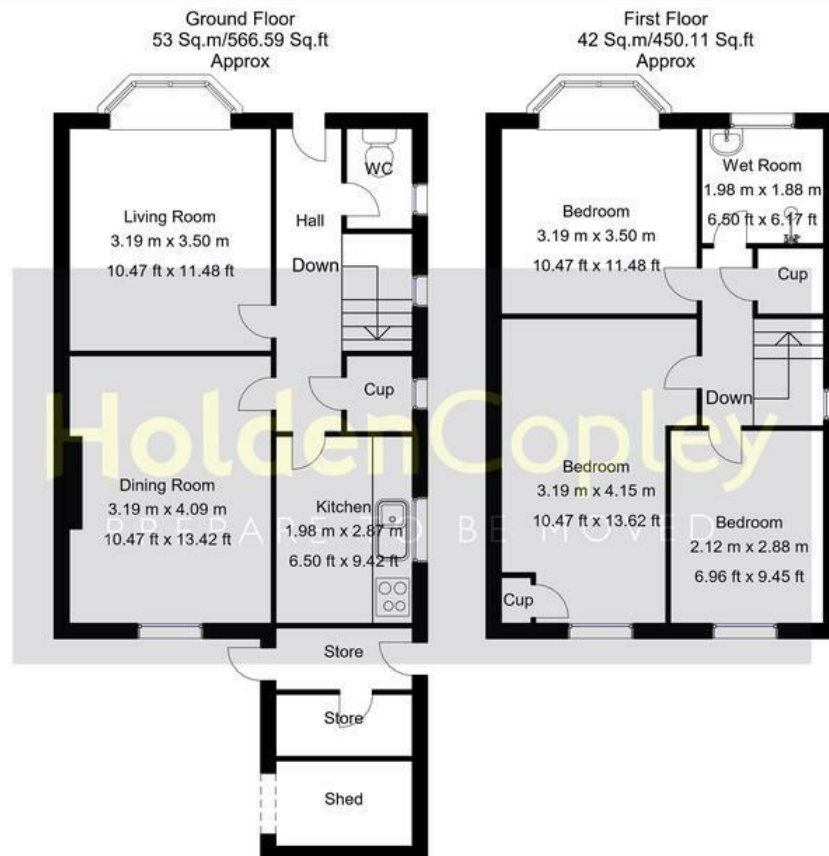 Ground Floor
53 Sq.m/566.59 Sq.ft
Approx
Living Room
3.19 m x 3.50 m
10.47 ft x 11.48 ft
Hall
WC
Down
Cup
Dining Room
3.19 m x 4.09 m
10.47 ft x 13.42 ft
Kitchen
1.98 m x 2.87 m
6.50 ft x 9.42 ft
Store
Store
Shed
First Floor
42 Sq.m/450.11 Sq.ft
Approx
Bedroom
3.19 m x 3.50 m
10.47 ft x 11.48 ft
Wet Room
1.98 m x 1.88 m
6.50 ft x 6.17 ft
Cup
Down
Bedroom
3.19 m x 4.15 m
10.47 ft x 13.62 ft
Cup
Bedroom
2.12 m x 2.88 m
6.96 ft x 9.45 ft
HoldenCopley
PREPARE TO BE MOVED